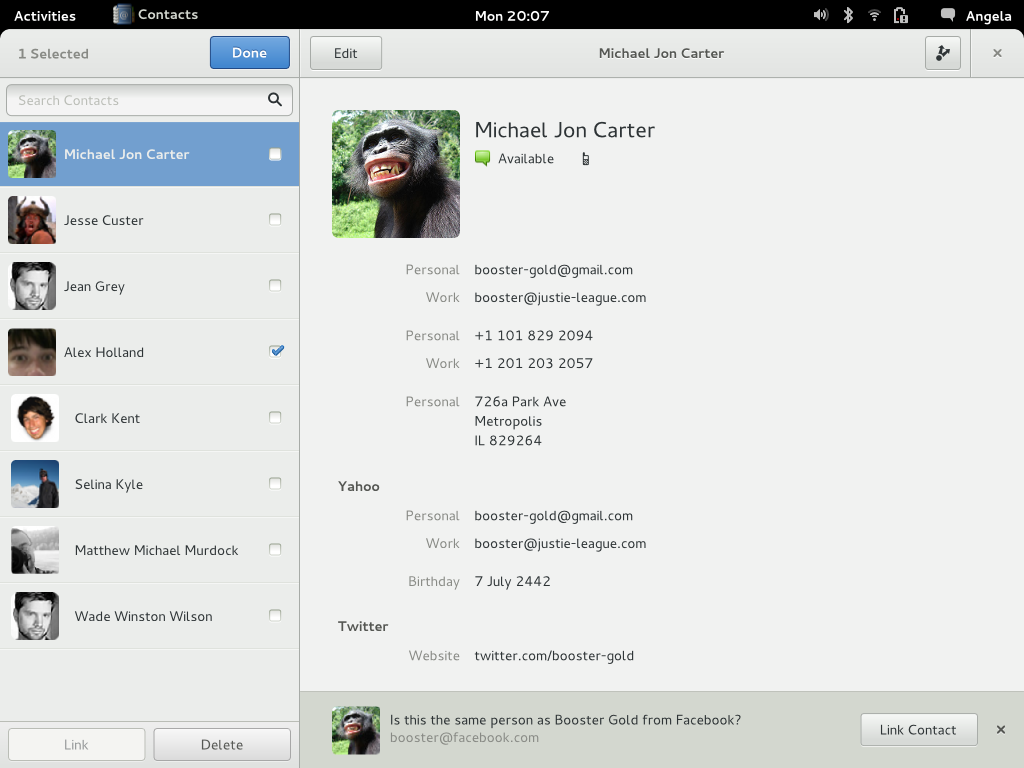 Activities
Contacts
Mon 20:07
Angela
1 Selected
Done
Edit
Michael Jon Carter
Search Contacts
Michael Jon Carter
Jesse Custer
Jean Grey
Alex Holland
Clark Kent
Selina Kyle
Matthew Michael Murdock
Wade Winston Wilson
Link
Delete
Michael Jon Carter
Available
Personal booster-gold@gmail.com
Work booster@justie-league.com
Personal +1 101 829 2094
Work +1 201 203 2057
Personal 726a Park Ave
Metropolis
IL 829264
Yahoo
Personal booster-gold@gmail.com
Work booster@justie-league.com
Birthday 7 July 2442
Twitter
Website twitter.com/booster-gold
Is this the same person as Booster Gold from Facebook?
booster@facebook.com
Link Contact